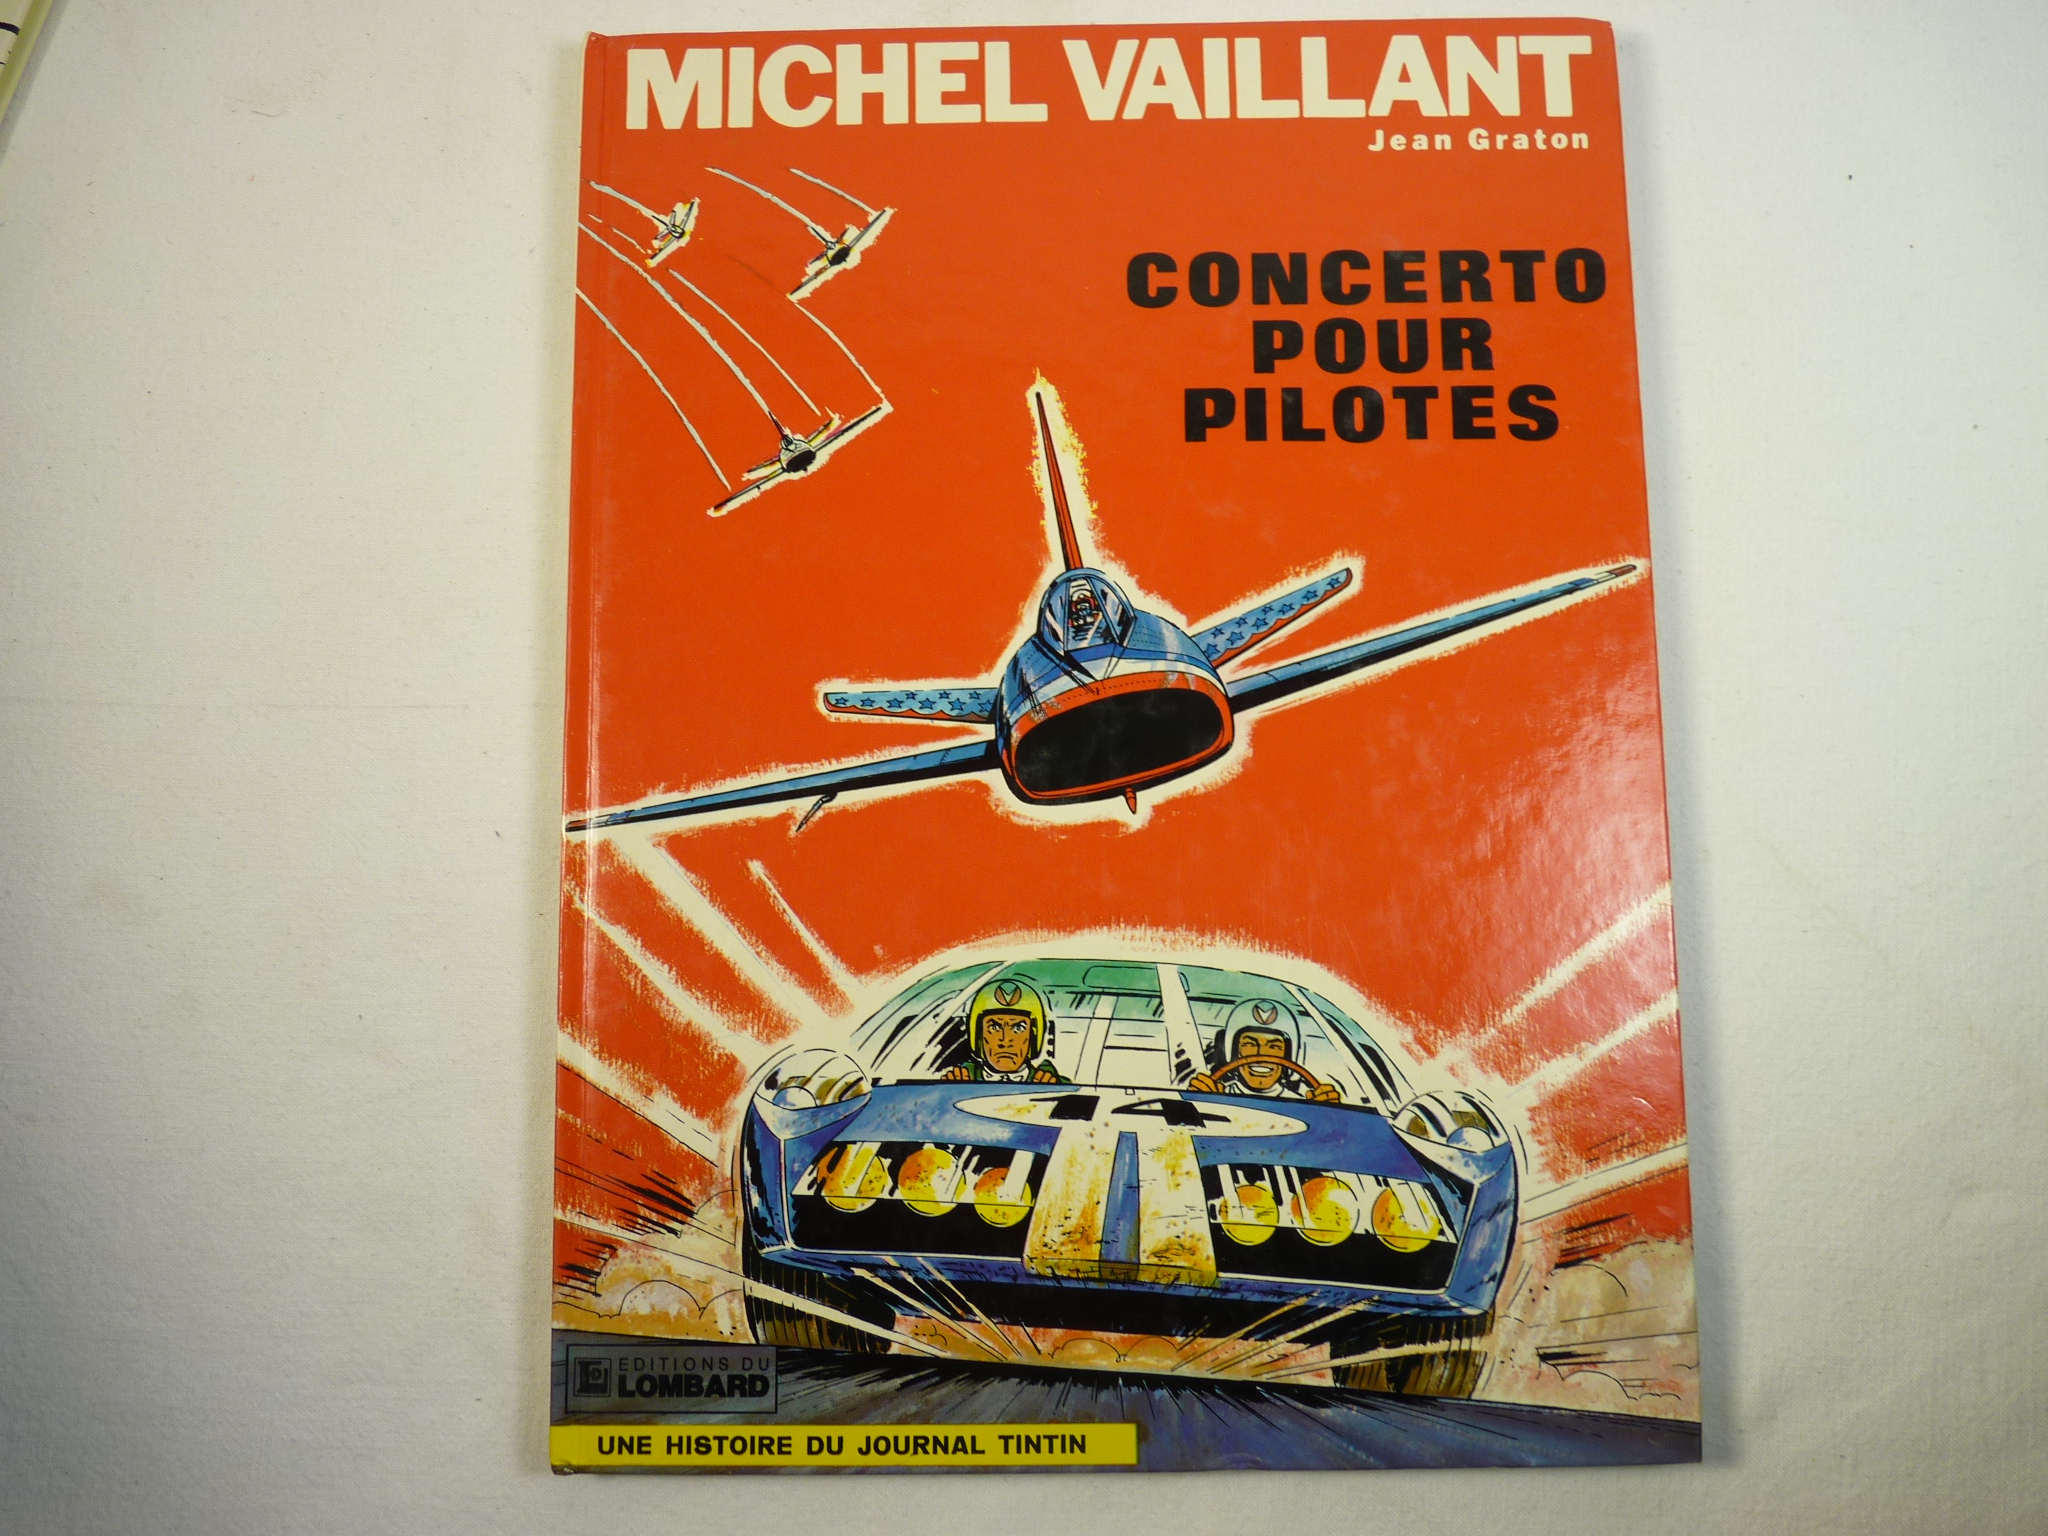 MICHEL VAILLANT
Jean Graton
CONCERTO
POUR
PILOTES
14
EDITIONS DU
LOMBARD
UNE HISTOIRE DU JOURNAL TINTIN